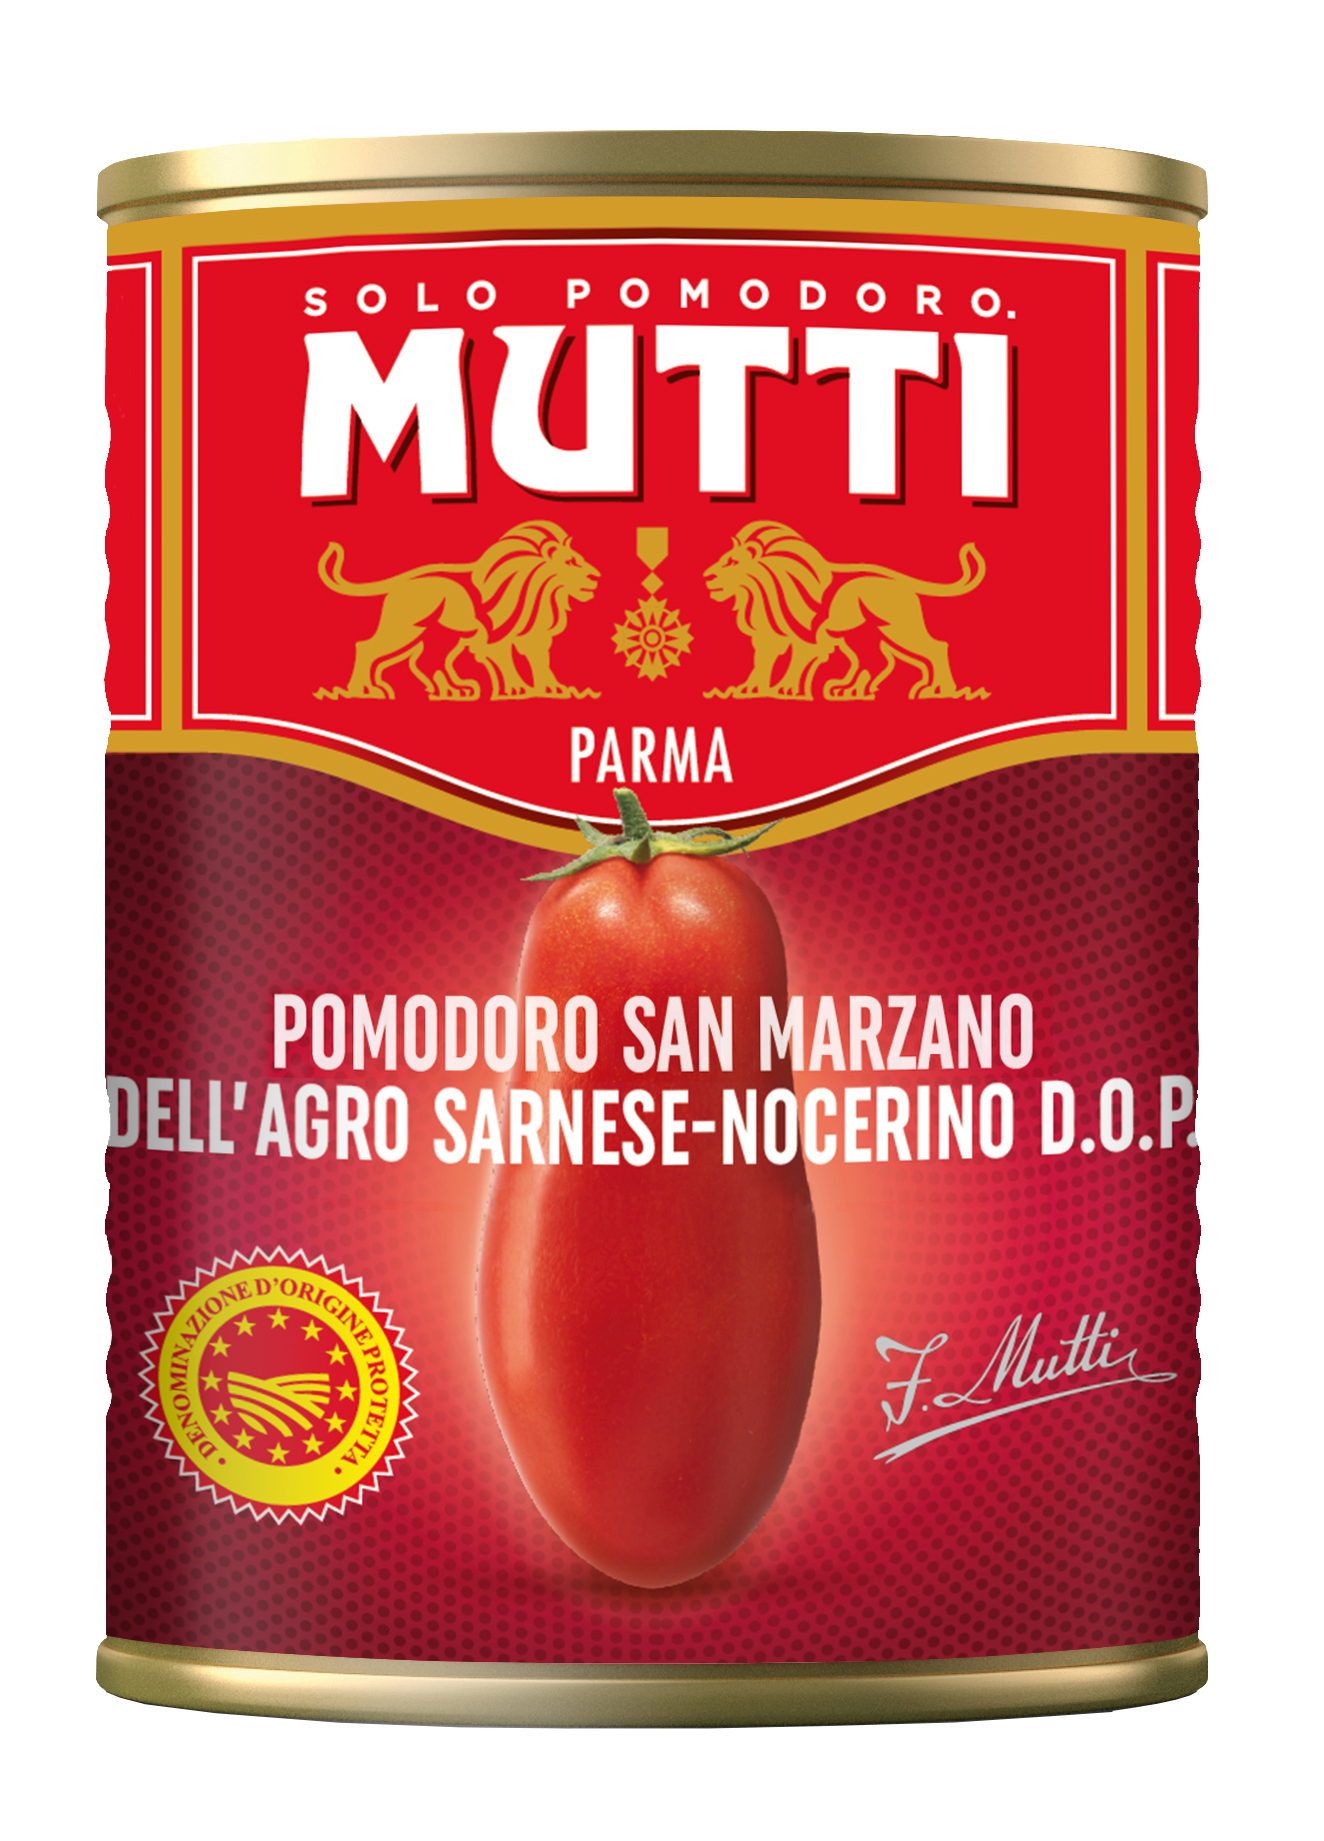 SOLO POMODORO.
MUTTI
PARMA
POMODORO SAN MARZANO
DELL'AGRO SARNESE-NOCERINO D.O.P.
DENOMINAZIONE D'ORIGINE PROTETTA
F. Mutti